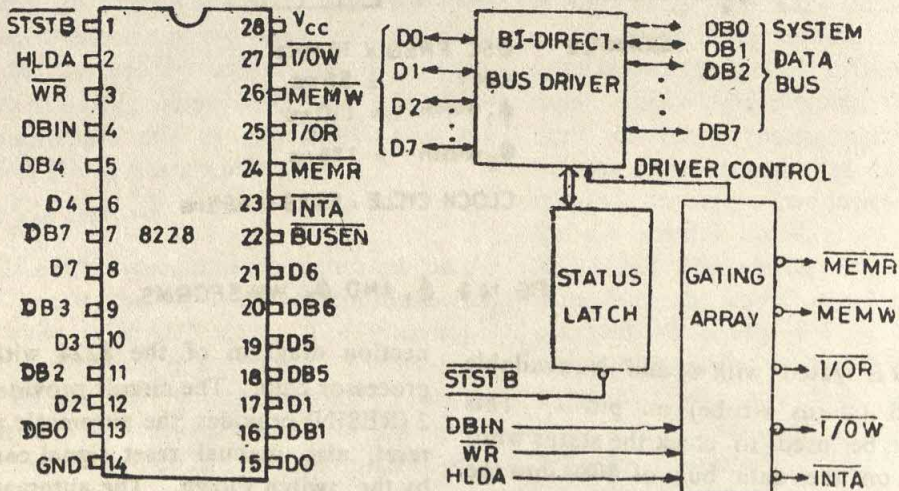 STSTB 1
HLDA 2
WR 3
DBIN 4
DB4 5
D4 6
DB7 7
D7 8
DB3 9
D3 10
DB2 11
D2 12
DB0 13
GND 14
8228
28 Vcc
27 I/OW
26 MEMW
25 I/OR
24 MEMR
23 INTA
22 BUSEN
21 D6
20 DB6
19 D5
18 DB5
17 D1
16 DB1
15 D0
D0
D1
D2
D7
BI-DIRECT
BUS DRIVER
DB0
DB1
DB2
DB7
SYSTEM
DATA
BUS
DRIVER CONTROL
STATUS
LATCH
GATING
ARRAY
STSTB
DBIN
WR
HLDA
MEMR
MEMW
I/OR
I/OW
INTA